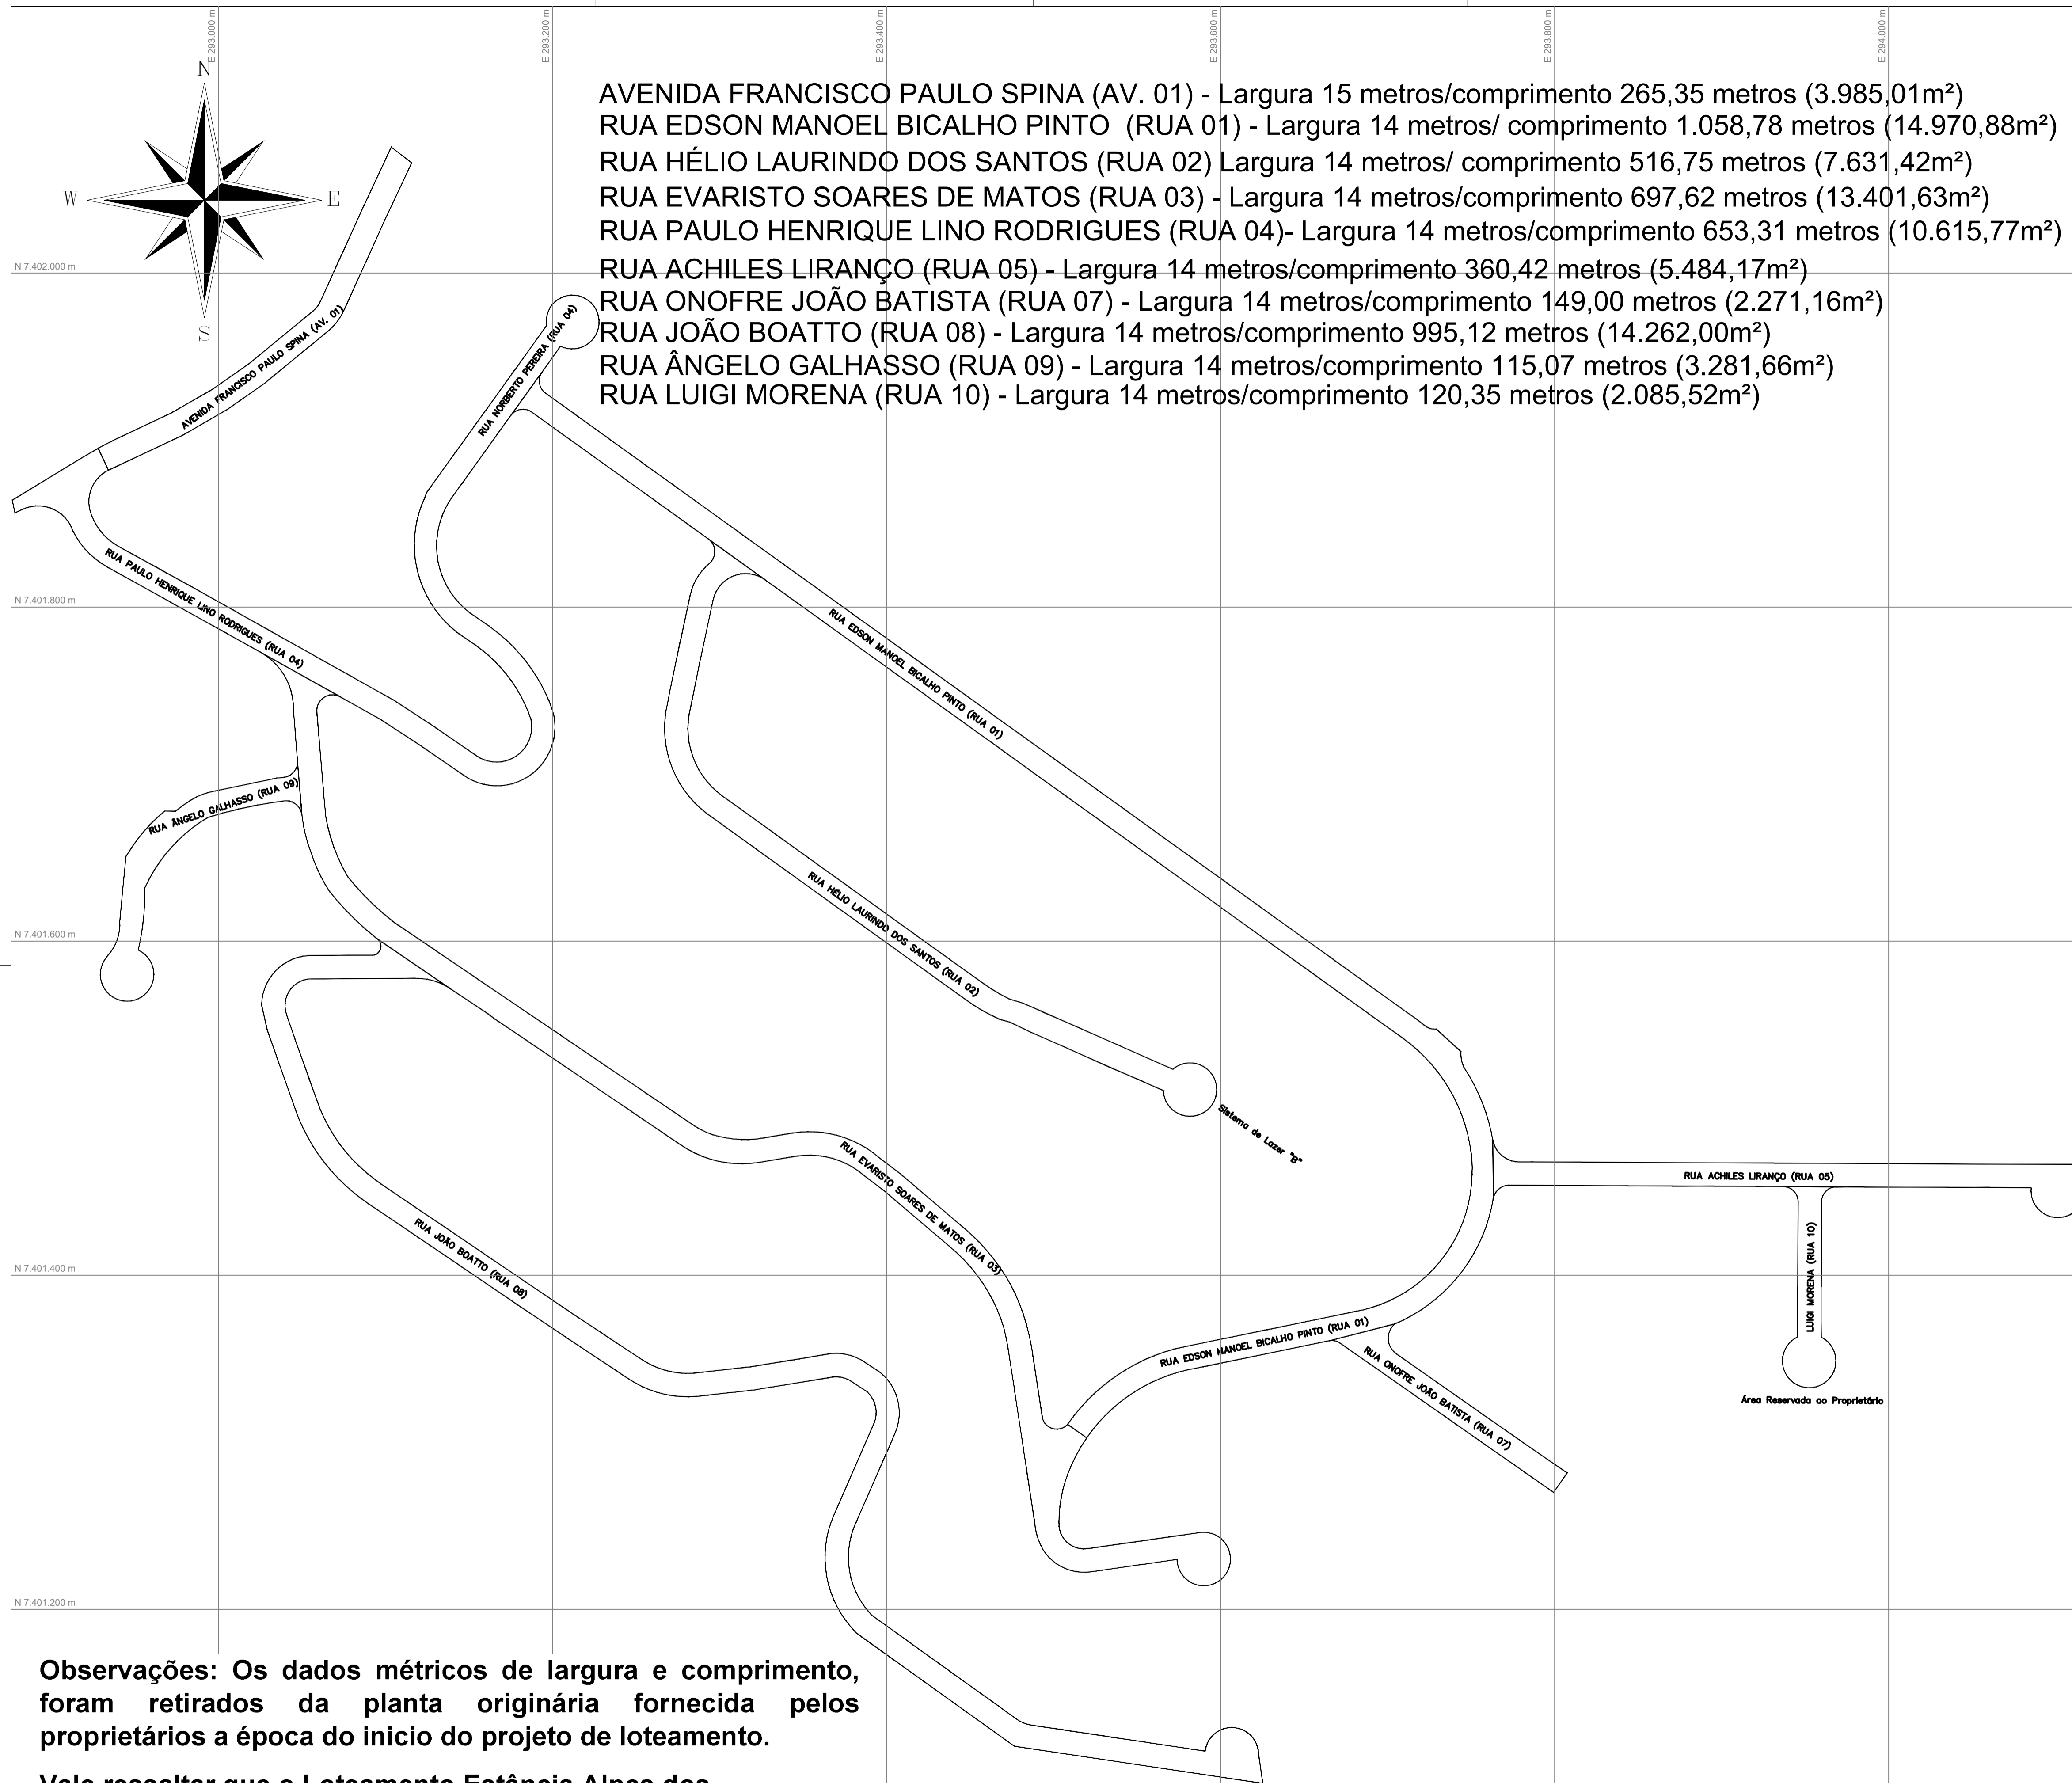 E 293.000 m
E 293.200 m
E 293.400 m
E 293.600 m
E 293.800 m
E 294.000 m
N
W
E
S
AVENIDA FRANCISCO PAULO SPINA (AV. 01) - Largura 15 metros/comprimento 265,35 metros (3.985,01m²)
RUA EDSON MANOEL BICALHO PINTO (RUA 01) - Largura 14 metros/ comprimento 1.058,78 metros (14.970,88m²)
RUA HÉLIO LAURINDO DOS SANTOS (RUA 02) Largura 14 metros/ comprimento 516,75 metros (7.631,42m²)
RUA EVARISTO SOARES DE MATOS (RUA 03) - Largura 14 metros/comprimento 697,62 metros (13.401,63m²)
RUA PAULO HENRIQUE LINO RODRIGUES (RUA 04)- Largura 14 metros/comprimento 653,31 metros (10.615,77m²)
RUA ACHILES LIRANÇO (RUA 05) - Largura 14 metros/comprimento 360,42 metros (5.484,17m²)
RUA ONOFRE JOÃO BATISTA (RUA 07) - Largura 14 metros/comprimento 149,00 metros (2.271,16m²)
RUA JOÃO BOATTO (RUA 08) - Largura 14 metros/comprimento 995,12 metros (14.262,00m²)
RUA ÂNGELO GALHASSO (RUA 09) - Largura 14 metros/comprimento 115,07 metros (3.281,66m²)
RUA LUIGI MORENA (RUA 10) - Largura 14 metros/comprimento 120,35 metros (2.085,52m²)
N 7.402.000 m
AVENIDA FRANCISCO PAULO SPINA (AV. 01)
RUA NORBERTO PEREIRA (RUA 04)
RUA PAULO HENRIQUE LINO RODRIGUES (RUA 04)
N 7.401.800 m
RUA EDSON MANOEL BICALHO PINTO (RUA 01)
RUA ÂNGELO GALHASSO (RUA 09)
RUA HÉLIO LAURINDO DOS SANTOS (RUA 02)
N 7.401.600 m
Sistema de Lazer "B"
RUA EVARISTO SOARES DE MATOS (RUA 03)
RUA ACHILES LIRANÇO (RUA 05)
RUA JOÃO BOATTO (RUA 08)
LUIGI MORENA (RUA 10)
N 7.401.400 m
RUA EDSON MANOEL BICALHO PINTO (RUA 01)
RUA ONOFRE JOÃO BATISTA (RUA 07)
Área Reservada ao Proprietário
N 7.401.200 m
Observações: Os dados métricos de largura e comprimento,
foram retirados da planta originária fornecida pelos
proprietários a época do inicio do projeto de loteamento.
Vale ressaltar que o Loteamento Estância Alpes dos